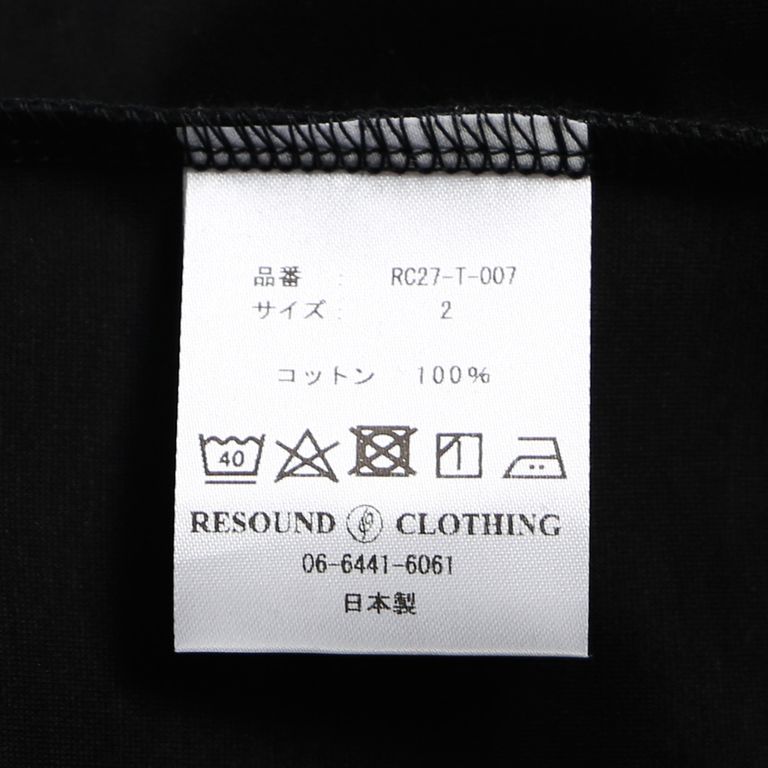 品番 : RC27-T-007
サイズ : 2
コットン 100%
40
RESOUND CLOTHING
06-6441-6061
日本製